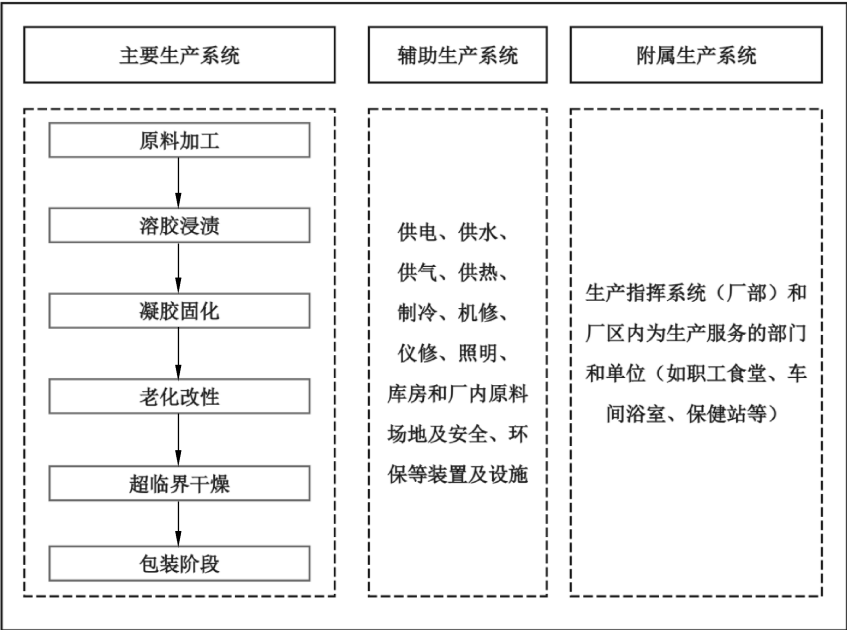 主要生产系统
辅助生产系统
附属生产系统
原料加工
溶胶浸渍
凝胶固化
老化改性
超临界干燥
包装阶段
供电、供水、
供气、供热、
制冷、机修、
仪修、照明、
库房和厂内原料
场地及安全、环
保等装置及设施
生产指挥系统（厂部）和
厂区内为生产服务的部门
和单位（如职工食堂、车
间浴室、保健站等）